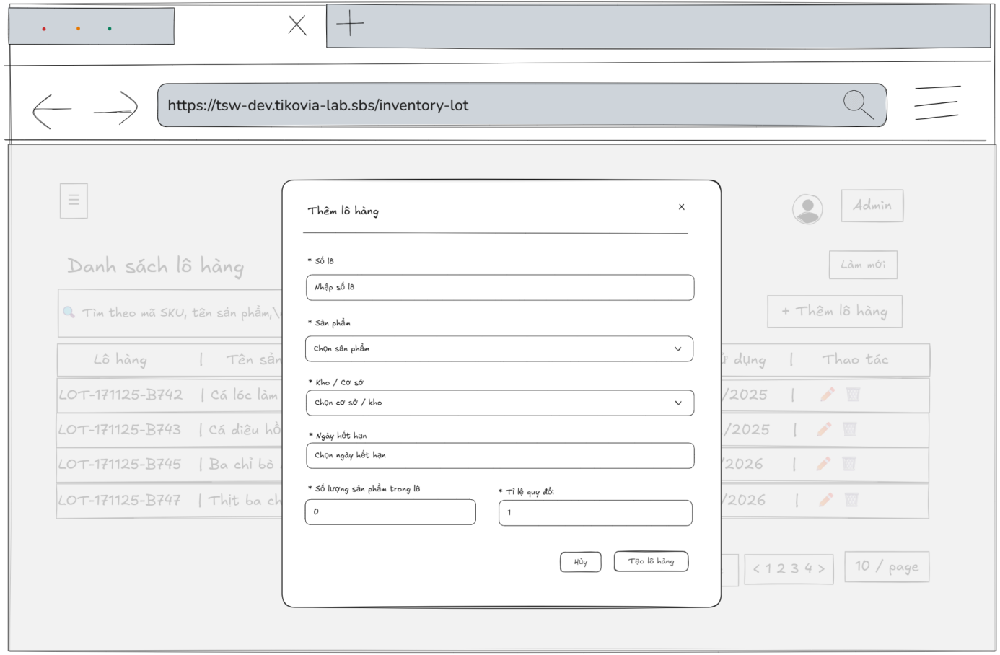 https://tsw-dev.tikovia-lab.sbs/inventory-lot
Admin
Danh sách lô hàng
Làm mới
Tìm theo mã SKU, tên sản phẩm,
+ Thêm lô hàng
Lô hàng | Tên sản
dụng | Thao tác
LOT-171125-B742 | Cá lóc làm
/2025 |
LOT-171125-B743 | Cá diêu hồ
/2025 |
LOT-171125-B745 | Ba chỉ bò
/2026 |
LOT-171125-B747 | Thịt ba ch
/2026 |
< 1 2 3 4 >
10 / page
Thêm lô hàng
x
* Số lô
Nhập số lô
* Sản phẩm
Chọn sản phẩm
* Kho / Cơ sở
Chọn cơ sở / kho
* Ngày hết hạn
Chọn ngày hết hạn
* Số lượng sản phẩm trong lô
0
* Tỉ lệ quy đổi
1
Hủy
Tạo lô hàng